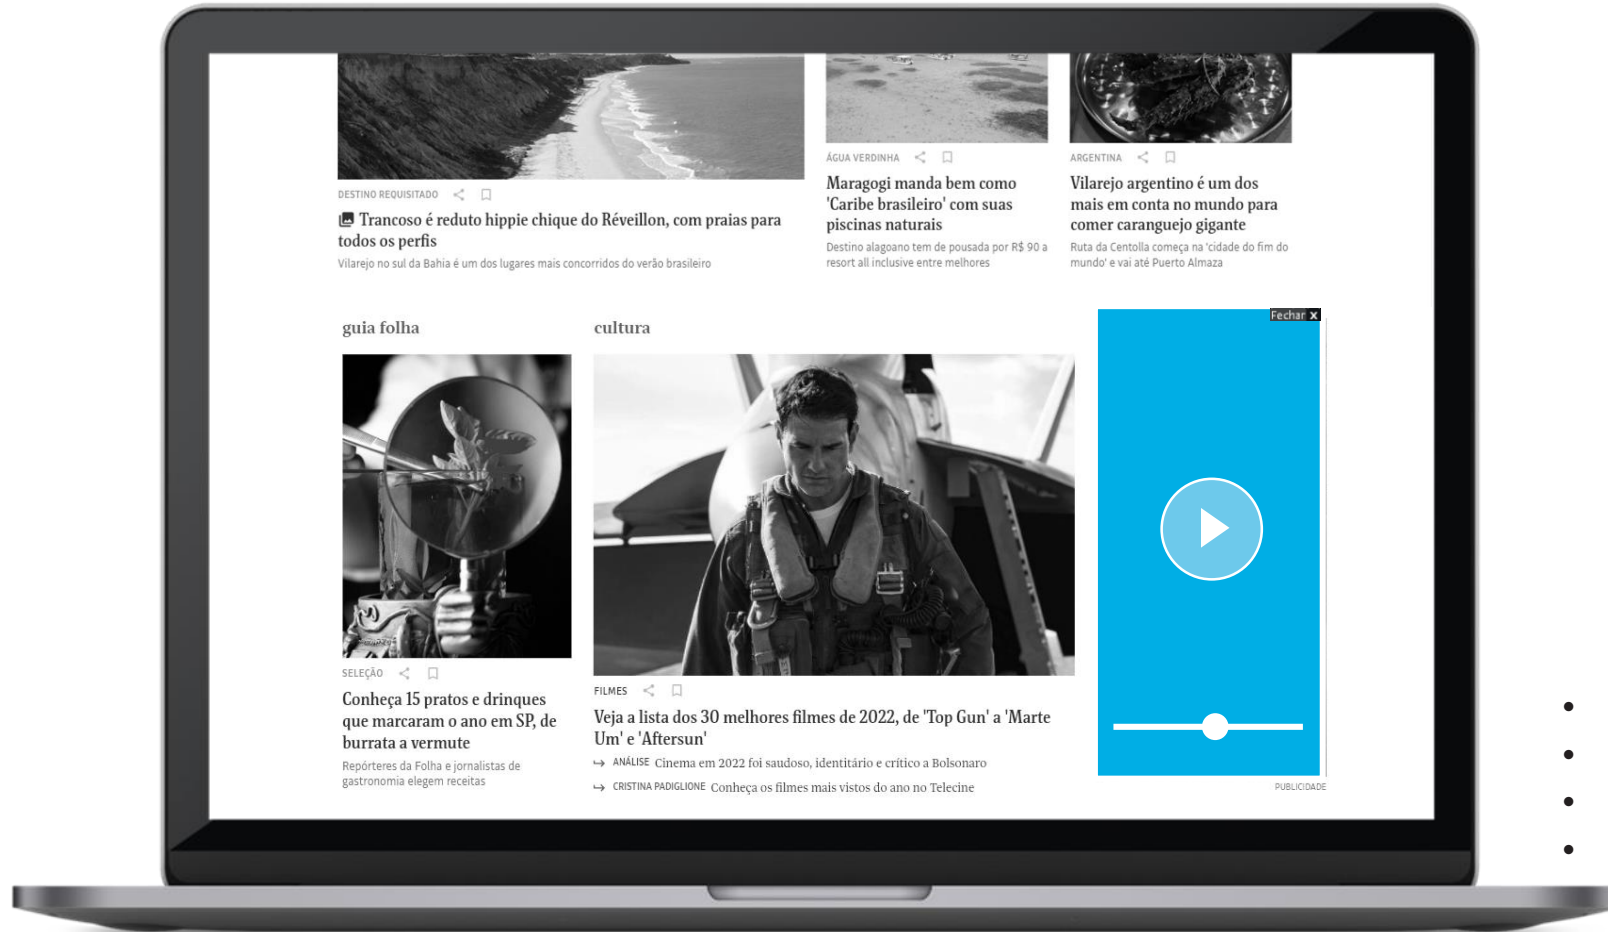 DESTINO REQUISITADO
Trancoso é reduto hippie chique do Réveillon, com praias para
todos os perfis
Vilarejo no sul da Bahia é um dos lugares mais concorridos do verão brasileiro
ÁGUA VERDINHA
Maragogi manda bem como
'Caribe brasileiro' com suas
piscinas naturais
Destino alagoano tem de pousada por R$ 90 a
resort all inclusive entre melhores
ARGENTINA
Vilarejo argentino é um dos
mais em conta no mundo para
comer caranguejo gigante
Ruta da Centolla começa na 'cidade do fim do
mundo' e vai até Puerto Almaza
guia folha
SELEÇÃO
Conheça 15 pratos e drinques
que marcaram o ano em SP, de
burrata a vermute
Repórteres da Folha e jornalistas de
gastronomia elegem receitas
cultura
FILMES
Veja a lista dos 30 melhores filmes de 2022, de 'Top Gun' a 'Marte
Um' e 'Aftersun'
ANÁLISE Cinema em 2022 foi saudoso, identitário e crítico a Bolsonaro
CRISTINA PADIGLIONE Conheça os filmes mais vistos do ano no Telecine
Fechar x
PUBLICIDADE